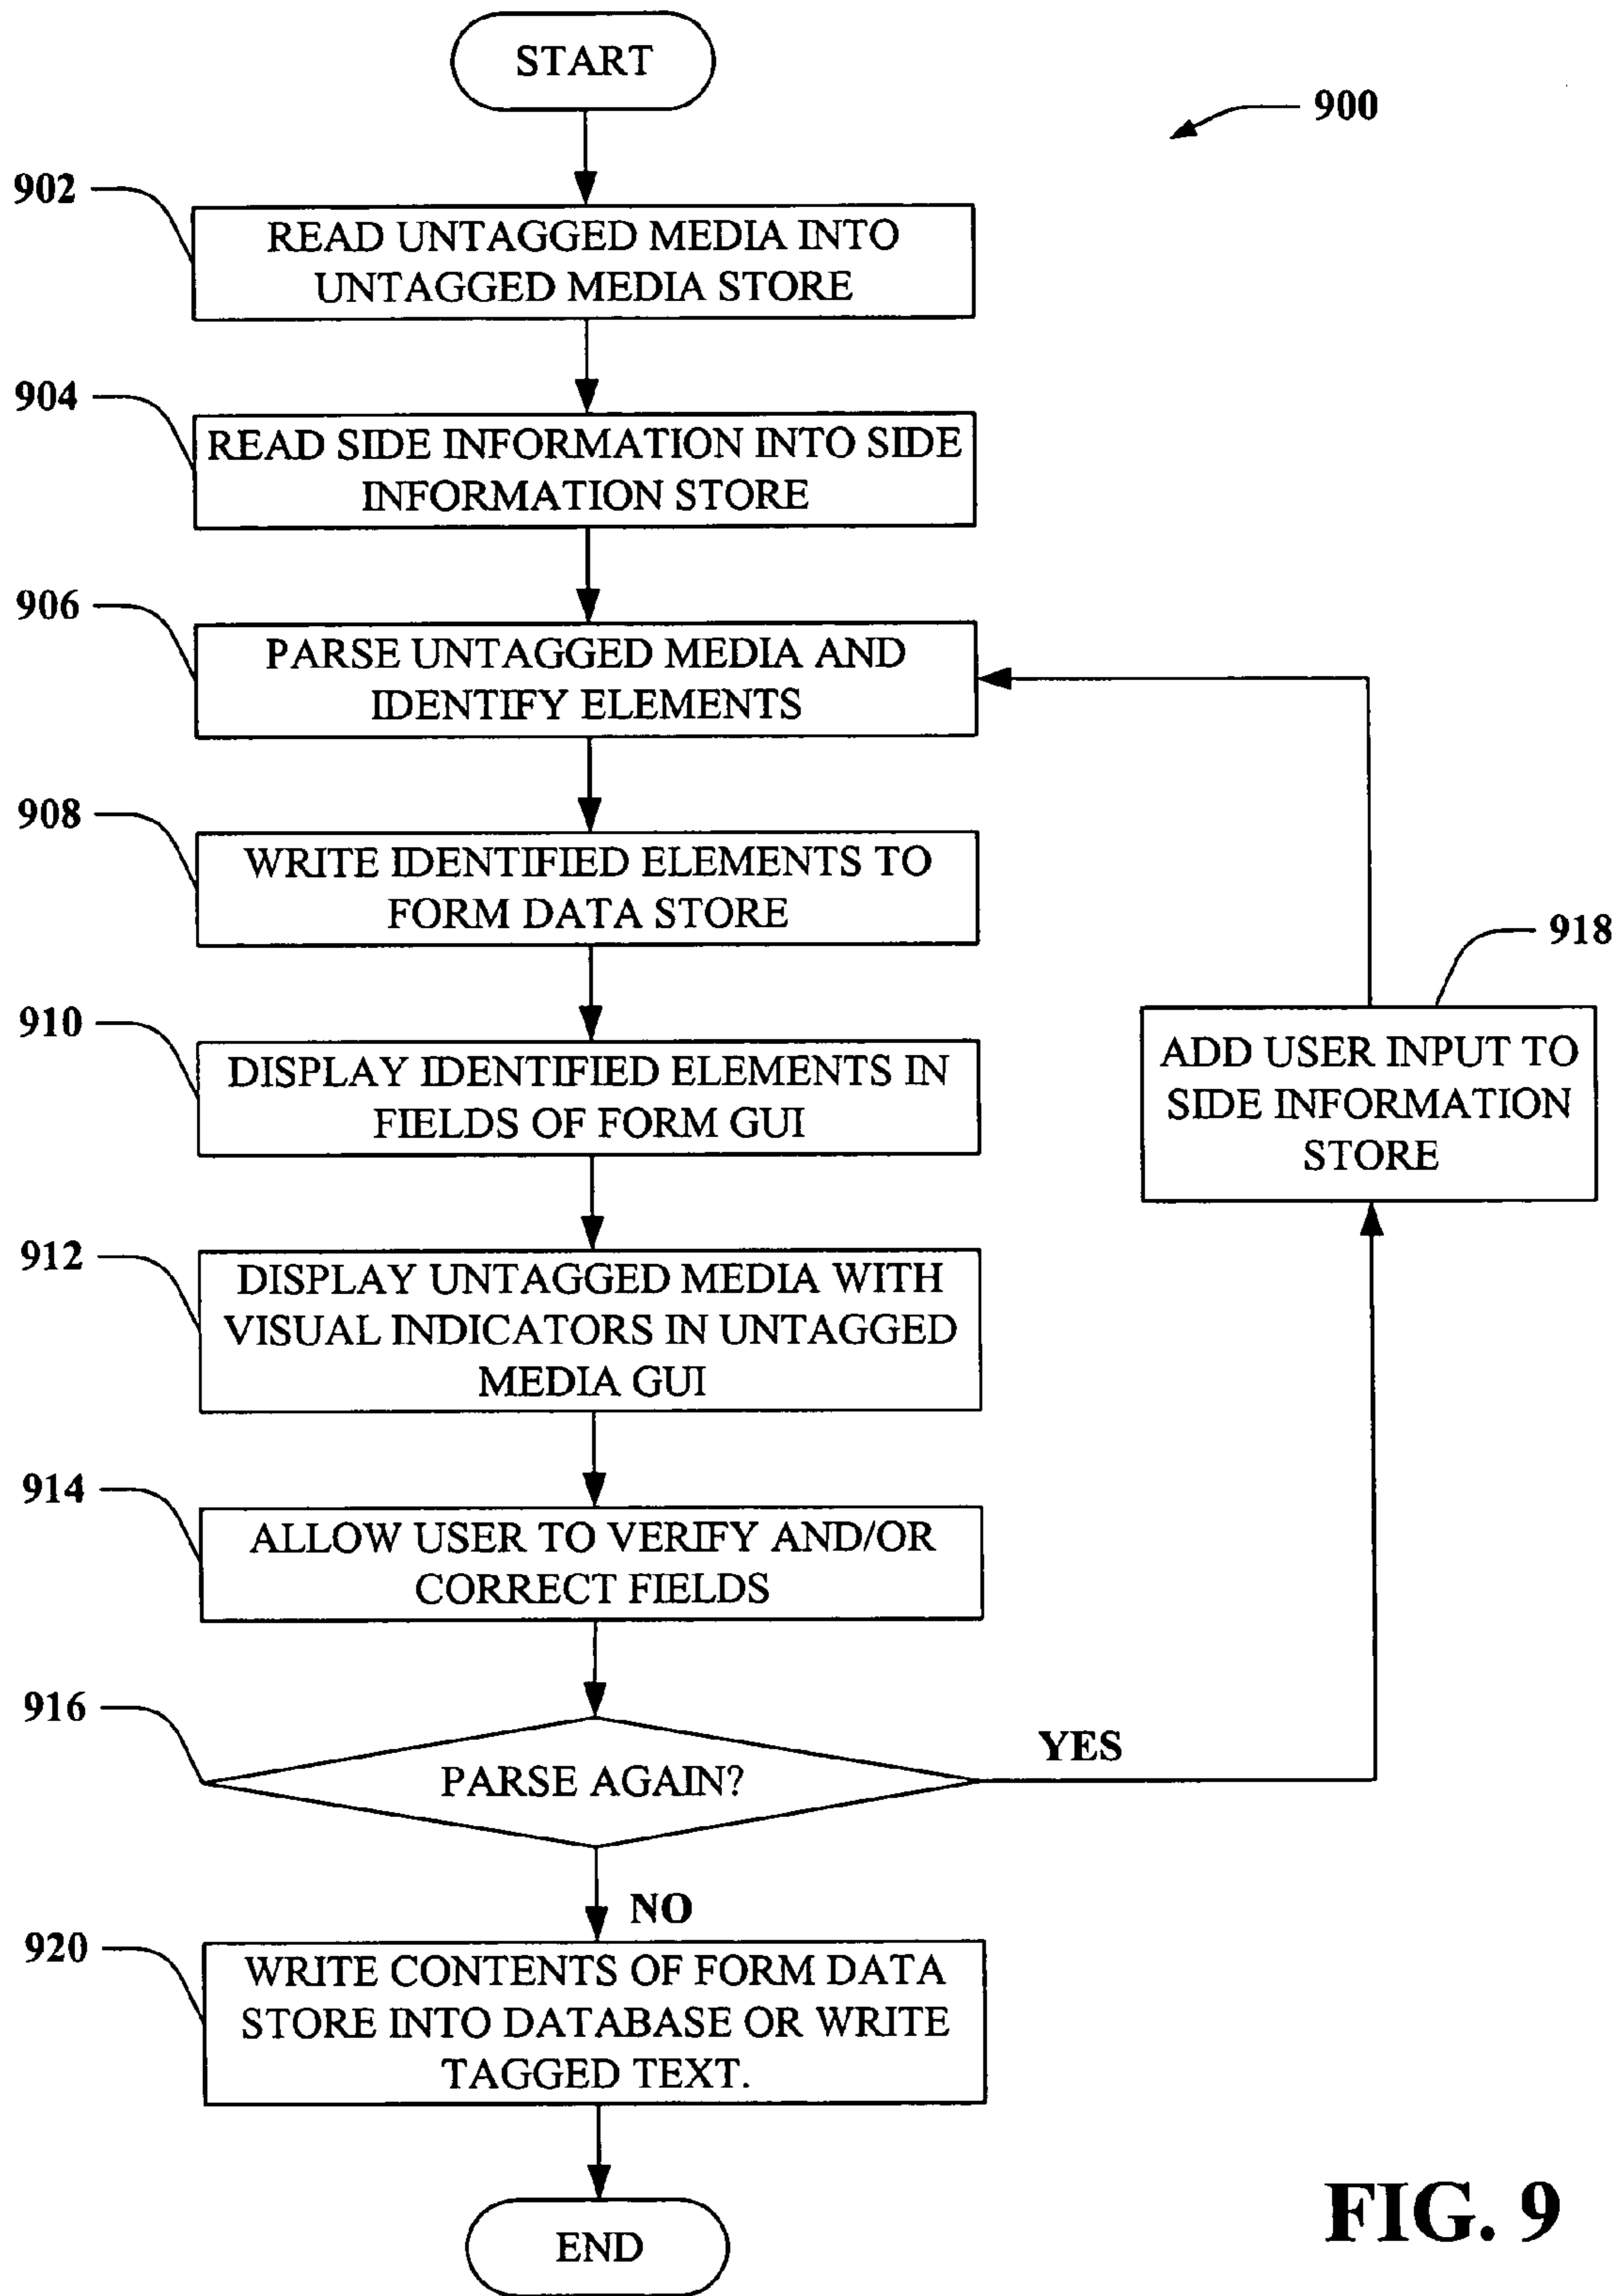 START
900
902
READ UNTAGGED MEDIA INTO
UNTAGGED MEDIA STORE
904
READ SIDE INFORMATION INTO SIDE
INFORMATION STORE
906
PARSE UNTAGGED MEDIA AND
IDENTIFY ELEMENTS
908
WRITE IDENTIFIED ELEMENTS TO
FORM DATA STORE
918
ADD USER INPUT TO
SIDE INFORMATION
STORE
910
DISPLAY IDENTIFIED ELEMENTS IN
FIELDS OF FORM GUI
912
DISPLAY UNTAGGED MEDIA WITH
VISUAL INDICATORS IN UNTAGGED
MEDIA GUI
914
ALLOW USER TO VERIFY AND/OR
CORRECT FIELDS
916
PARSE AGAIN?
YES
NO
920
WRITE CONTENTS OF FORM DATA
STORE INTO DATABASE OR WRITE
TAGGED TEXT.
END
FIG. 9